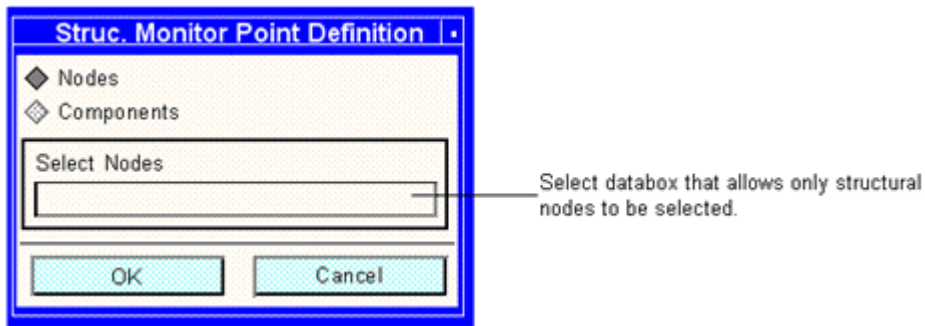 Struc. Monitor Point Definition
Nodes
Components
Select Nodes
Select databox that allows only structural
nodes to be selected.
OK
Cancel